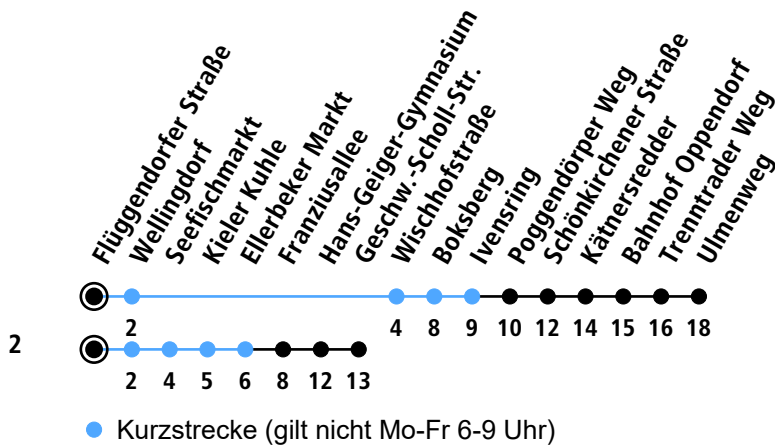 Flüggendorfer Straße
Wellingdorf
Seefischmarkt
Kieler Kuhle
Ellerbeker Markt
Franziusallee
Hans-Geiger-Gymnasium
Geschw.-Scholl-Str.
Wischhofstraße
Boksberg
Ivensring
Poggendörper Weg
Schönkirchener Straße
Kätnersredder
Bahnhof Oppendorf
Trenntrader Weg
Ulmenweg
2 4 8 9 10 12 14 15 16 18
2
2 4 5 6 8 12 13
Kurzstrecke (gilt nicht Mo-Fr 6-9 Uhr)